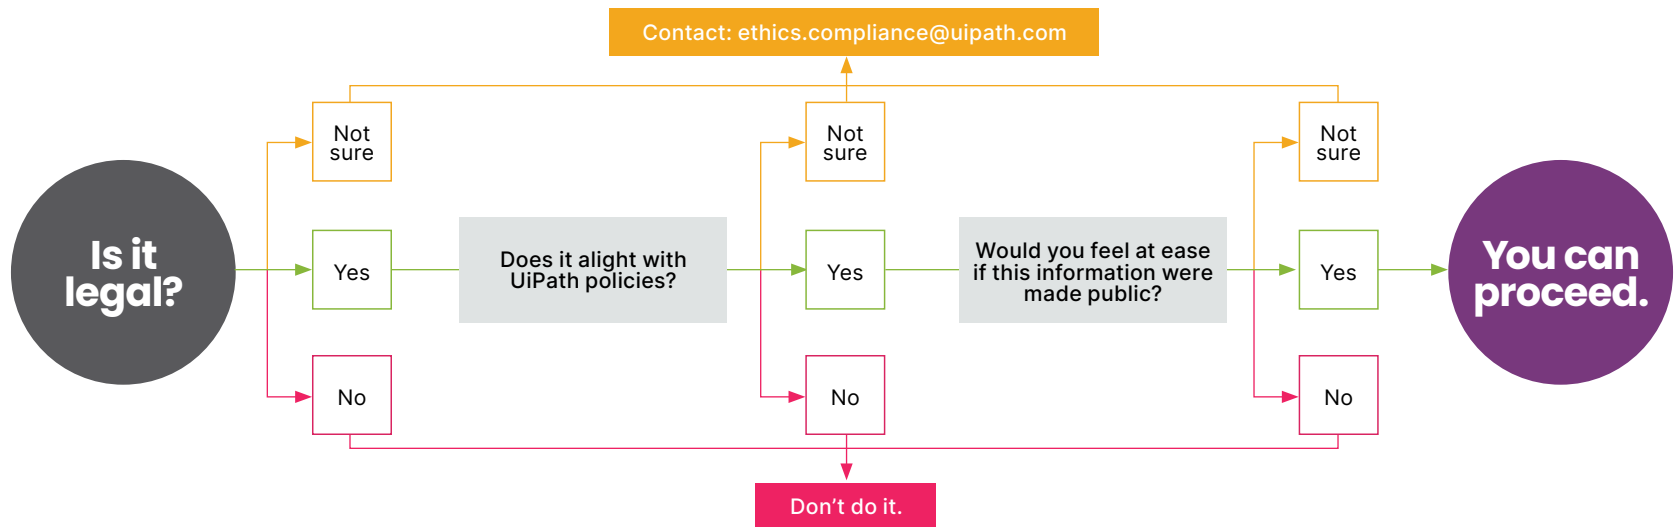 Contact: ethics.compliance@uipath.com
Not
sure
Not
sure
Not
sure
Is it
legal?
Yes
Does it alight with
UiPath policies?
Yes
Would you feel at ease
if this information were
made public?
Yes
You can
proceed.
No
No
No
Don’t do it.